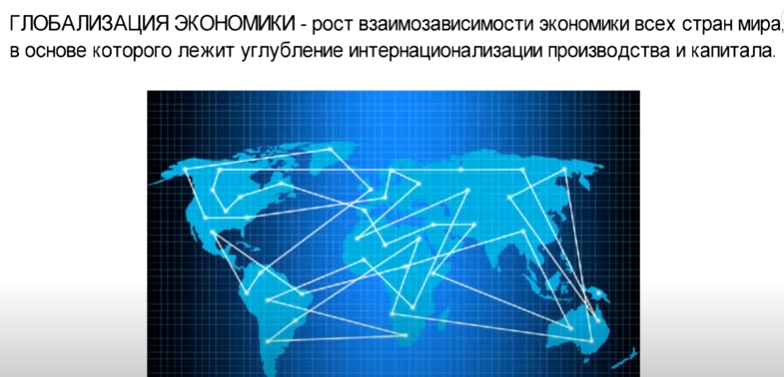 ГЛОБАЛИЗАЦИЯ ЭКОНОМИКИ - рост взаимозависимости экономики всех стран мира,
в основе которого лежит углубление интернационализации производства и капитала.